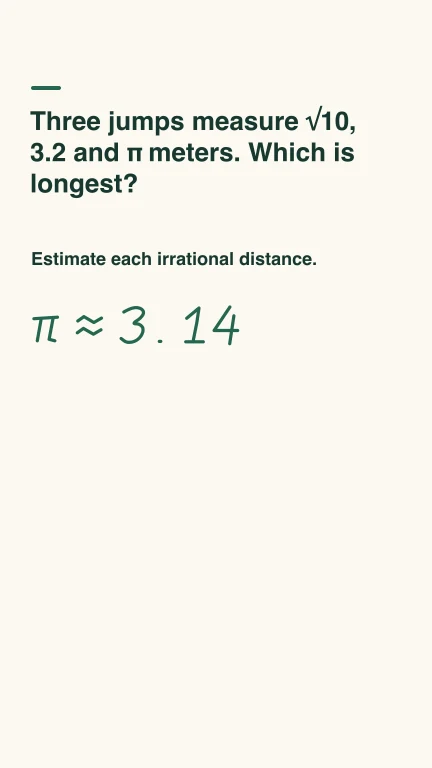 Three jumps measure √10,
3.2 and π meters. Which is
longest?
Estimate each irrational distance.
π ≈ 3.14